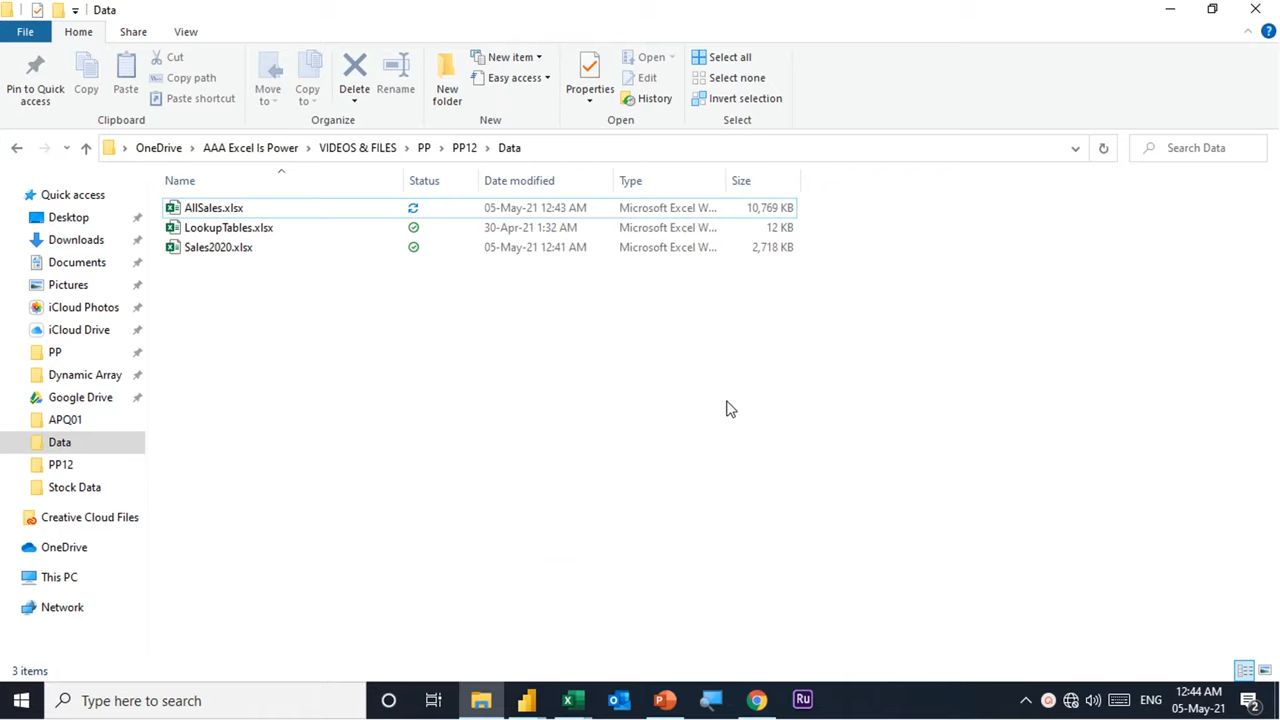 Data
File Home Share View
Pin to Quick access
Copy
Paste
Cut
Copy path
Paste shortcut
Clipboard
Move to
Copy to
Delete
Rename
Organize
New folder
New item
Easy access
New
Properties
Open
Edit
History
Open
Select all
Select none
Invert selection
Select
OneDrive AAA Excel Is Power VIDEOS & FILES PP PP12 Data
Search Data
Name Status Date modified Type Size
AllSales.xlsx 05-May-21 12:43 AM Microsoft Excel W... 10,769 KB
LookupTables.xlsx 30-Apr-21 1:32 AM Microsoft Excel W... 12 KB
Sales2020.xlsx 05-May-21 12:41 AM Microsoft Excel W... 2,718 KB
Quick access
Desktop
Downloads
Documents
Pictures
iCloud Photos
iCloud Drive
PP
Dynamic Array
Google Drive
APQ01
Data
PP12
Stock Data
Creative Cloud Files
OneDrive
This PC
Network
3 items
Type here to search
Ru
ENG
12:44 AM
05-May-21
2